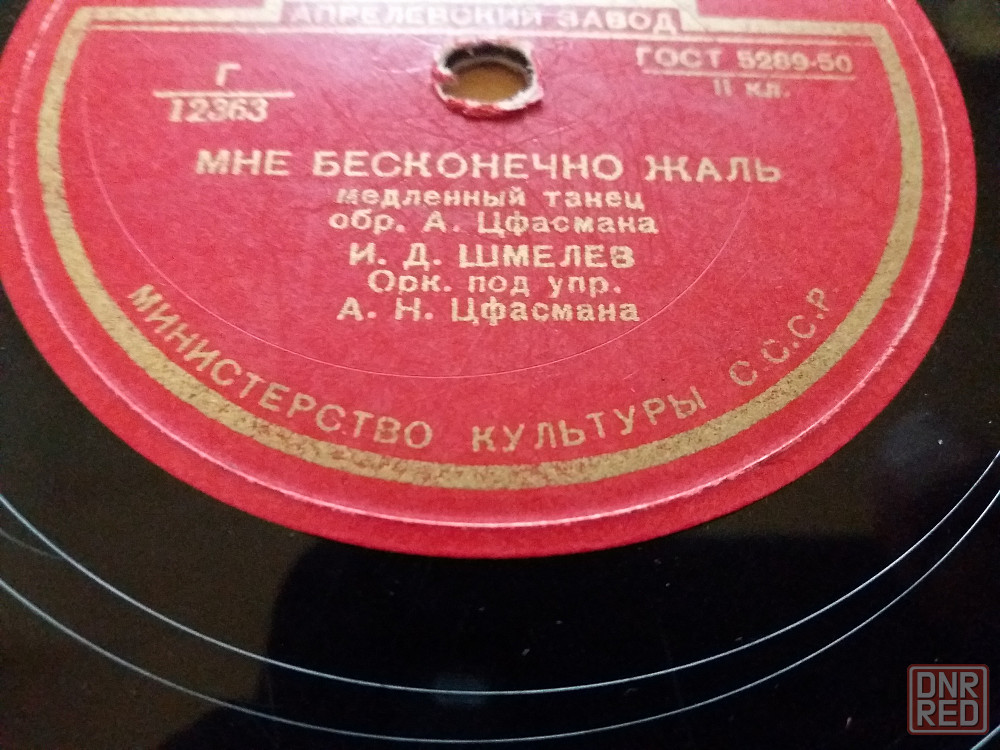 АПРЕЛЕВСКИЙ ЗАВОД
Г
12363
ГОСТ 5289-50
II кл.
МНЕ БЕСКОНЕЧНО ЖАЛЬ
медленный танец
обр. А. Цфасмана
И. Д. ШМЕЛЕВ
Орк. под упр.
А. Н. Цфасмана
МИНИСТЕРСТВО КУЛЬТУРЫ С.С.С.Р.
DNR
RED